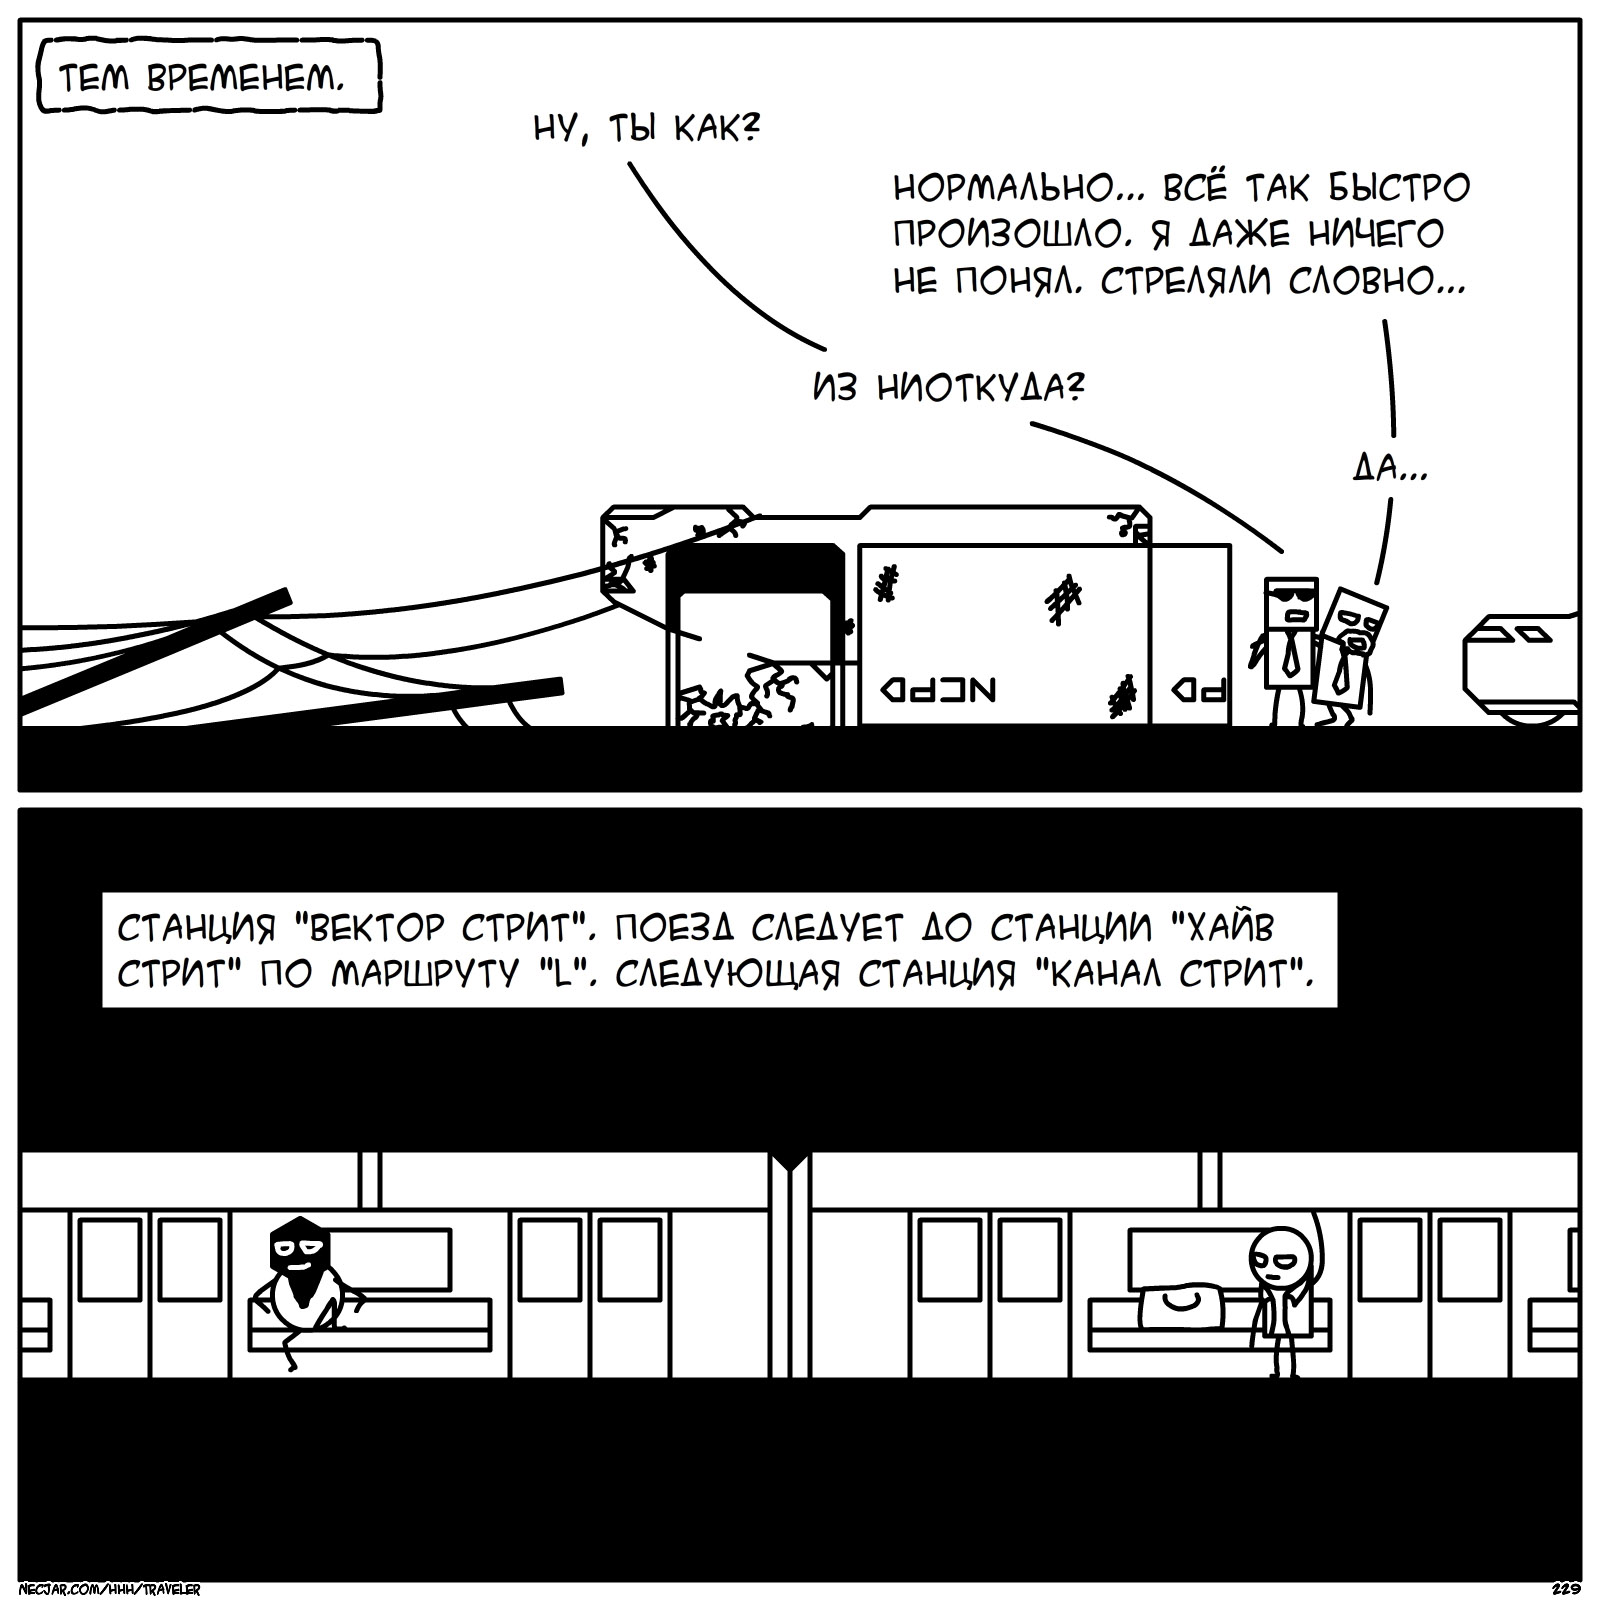 ТЕМ ВРЕМЕНЕМ.
НУ, ТЫ КАК?
НОРМАЛЬНО... ВСЁ ТАК БЫСТРО
ПРОИЗОШЛО. Я ДАЖЕ НИЧЕГО
НЕ ПОНЯЛ. СТРЕЛЯЛИ СЛОВНО...
ИЗ НИОТКУДА?
ДА...
NCPD
PD
СТАНЦИЯ "ВЕКТОР СТРИТ". ПОЕЗД СЛЕДУЕТ ДО СТАНЦИИ "ХАЙВ
СТРИТ" ПО МАРШРУТУ "L". СЛЕДУЮЩАЯ СТАНЦИЯ "КАНАЛ СТРИТ".
NECJAR.COM/HHH/TRAVELER
229